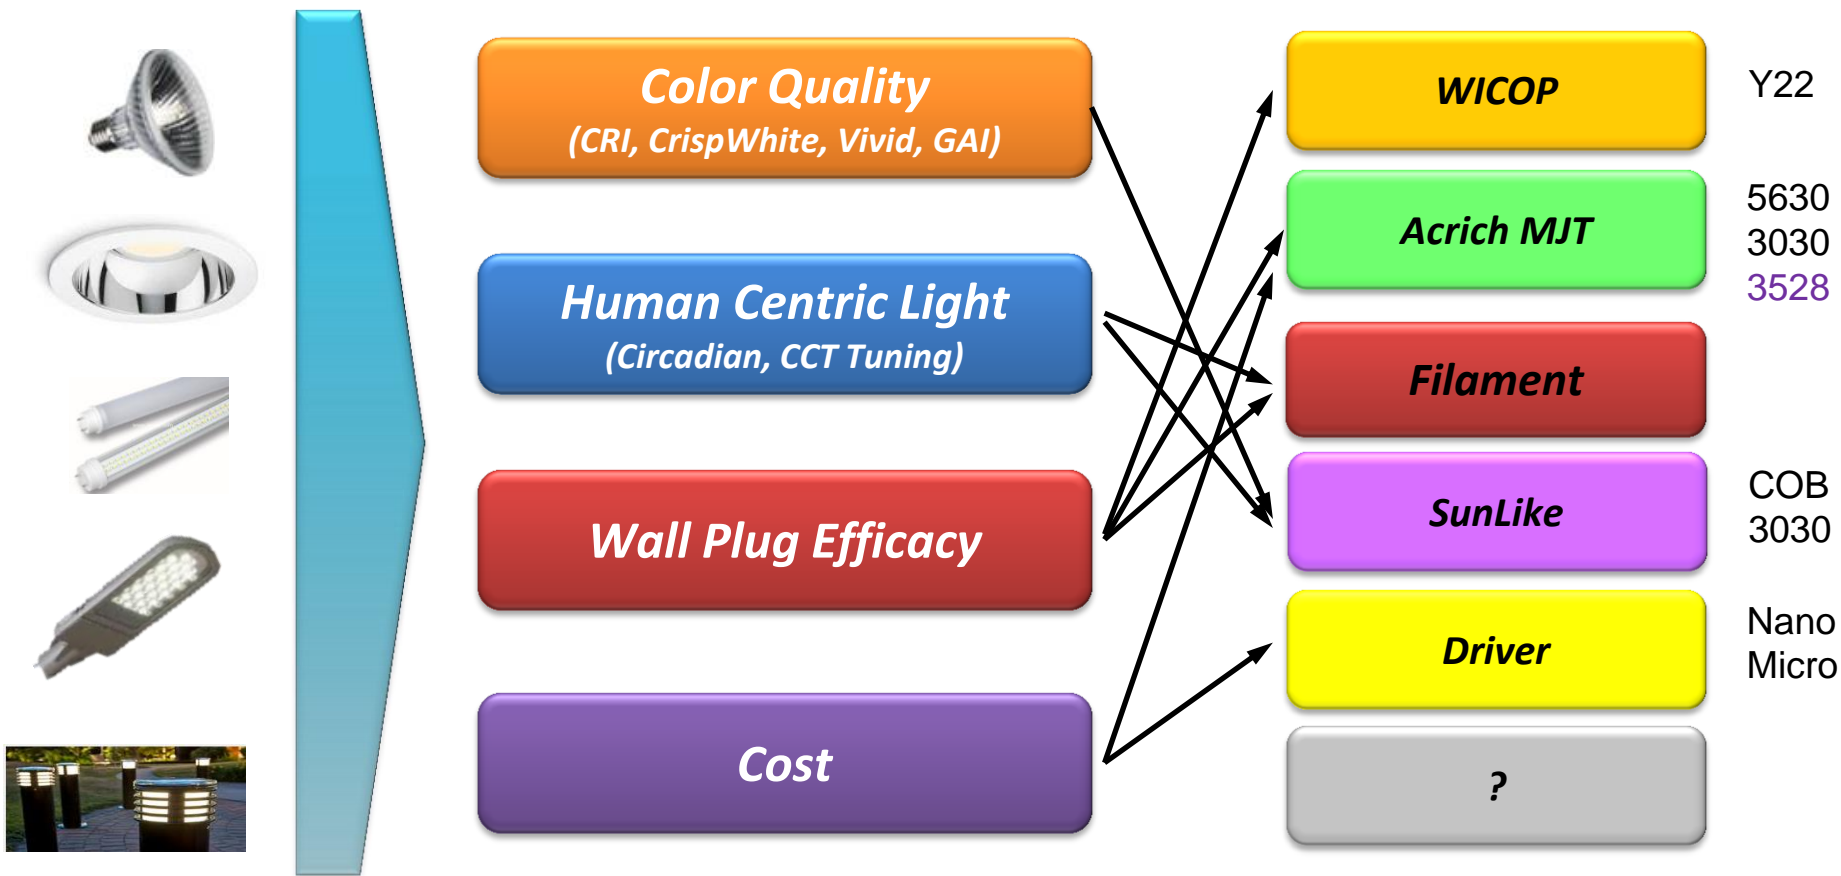 Color Quality
(CRI, CrispWhite, Vivid, GAI)
Human Centric Light
(Circadian, CCT Tuning)
Wall Plug Efficacy
Cost
WICOP
Y22
Acrich MJT
5630
3030
3528
Filament
SunLike
COB
3030
Driver
Nano
Micro
?